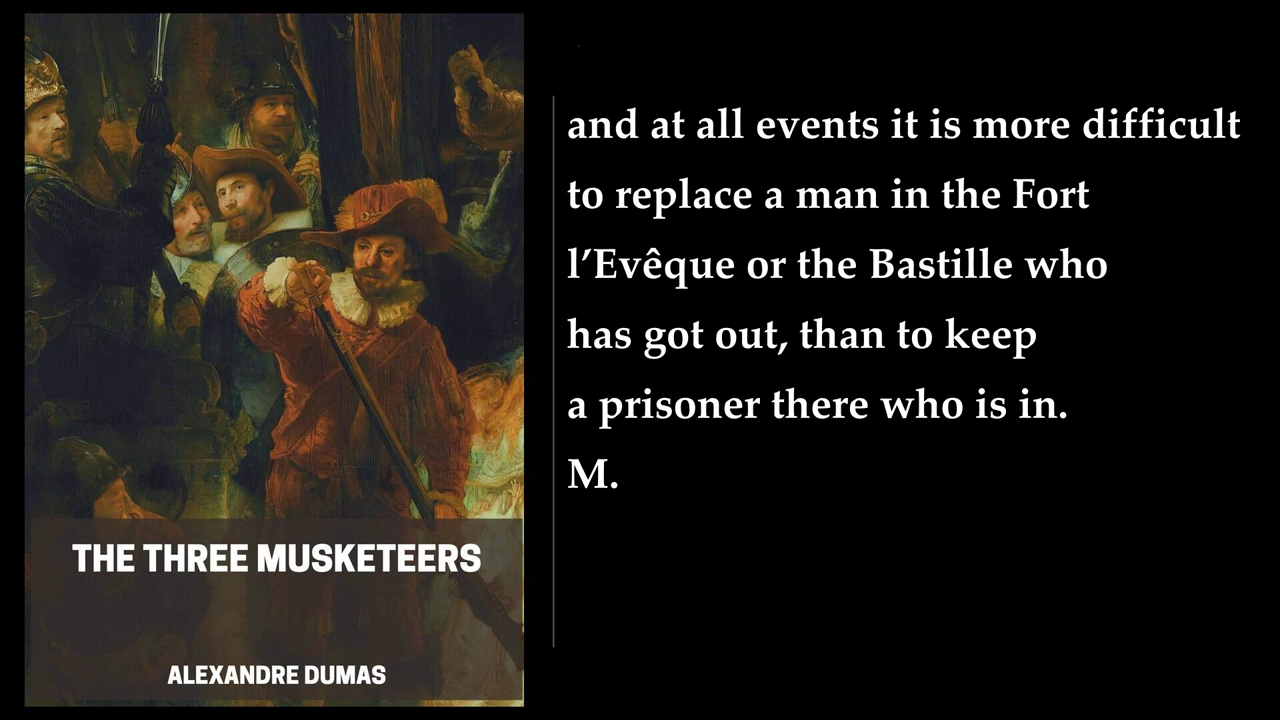 THE THREE MUSKETEERS
ALEXANDRE DUMAS
and at all events it is more difficult
to replace a man in the Fort
l’Evêque or the Bastille who
has got out, than to keep
a prisoner there who is in.
M.